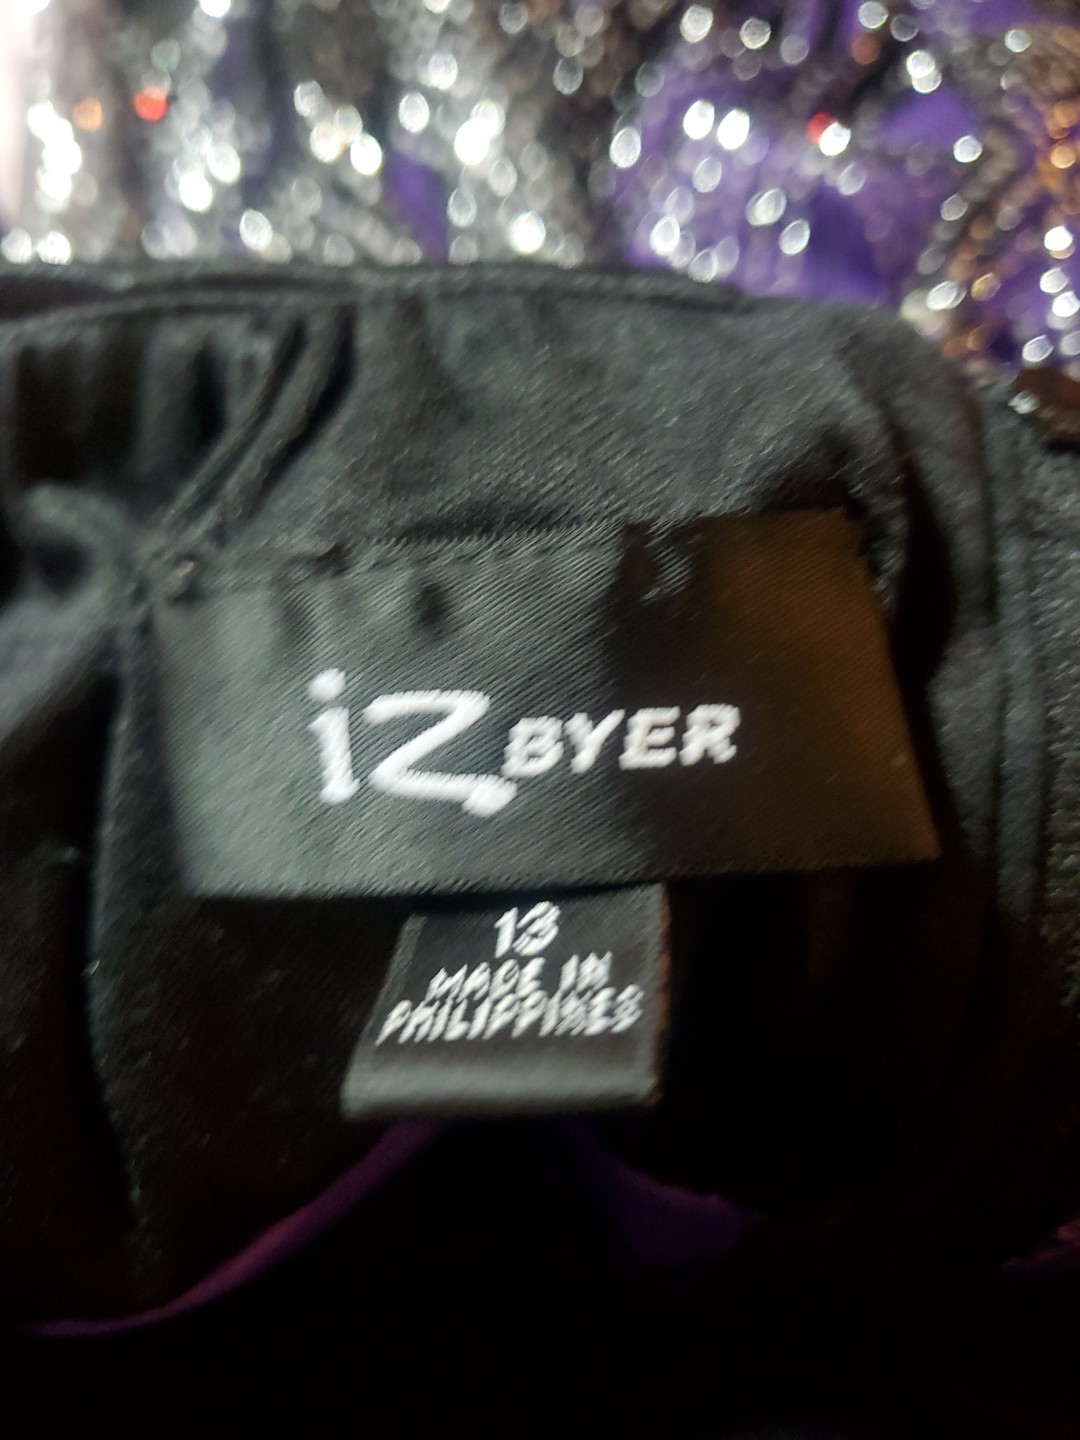 iz BYER
13
MADE IN
PHILIPPINES